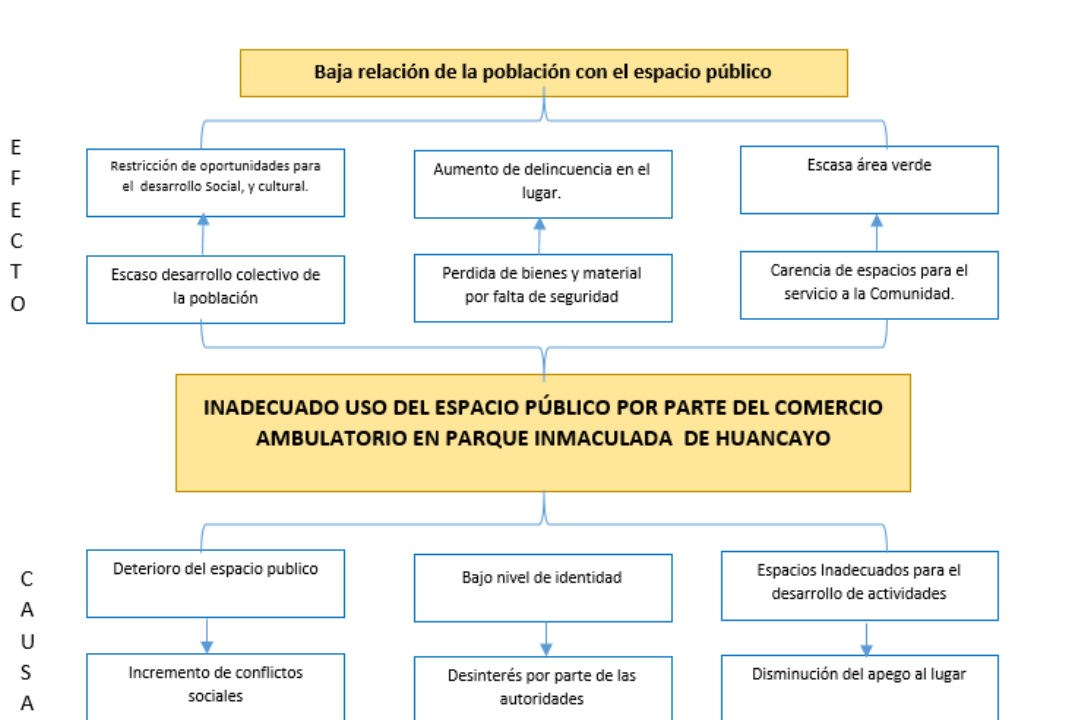 Baja relación de la población con el espacio público
E
F
E
C
T
O
Restricción de oportunidades para
el desarrollo Social, y cultural.
Aumento de delincuencia en el
lugar.
Escasa área verde
Escaso desarrollo colectivo de
la población
Perdida de bienes y material
por falta de seguridad
Carencia de espacios para el
servicio a la Comunidad.
INADECUADO USO DEL ESPACIO PÚBLICO POR PARTE DEL COMERCIO
AMBULATORIO EN PARQUE INMACULADA DE HUANCAYO
C
A
U
S
A
Deterioro del espacio publico
Bajo nivel de identidad
Espacios Inadecuados para el
desarrollo de actividades
Incremento de conflictos
sociales
Desinterés por parte de las
autoridades
Disminución del apego al lugar